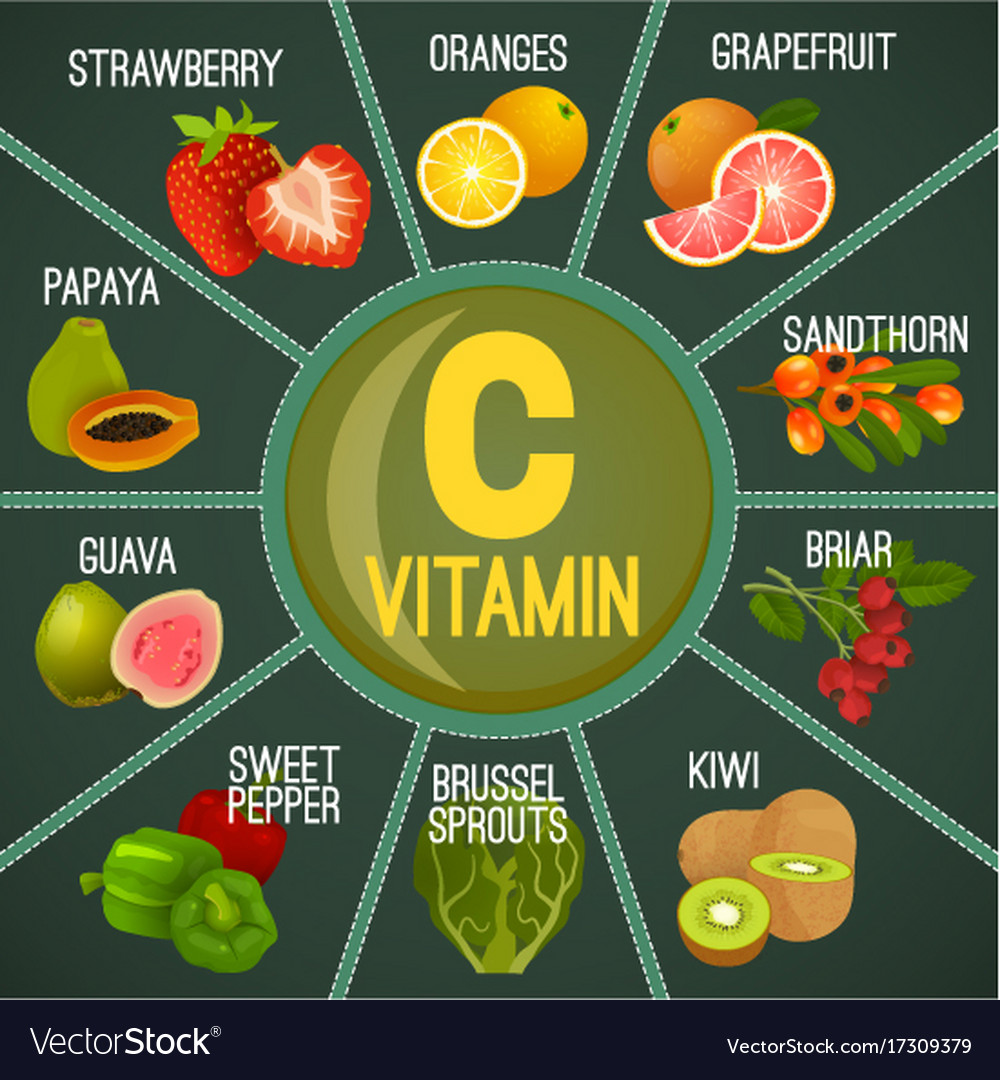 STRAWBERRY
ORANGES
GRAPEFRUIT
PAPAYA
SANDTHORN
C
VITAMIN
GUAVA
BRIAR
SWEET
PEPPER
BRUSSEL
SPROUTS
KIWI
VectorStock®
VectorStock.com/17309379